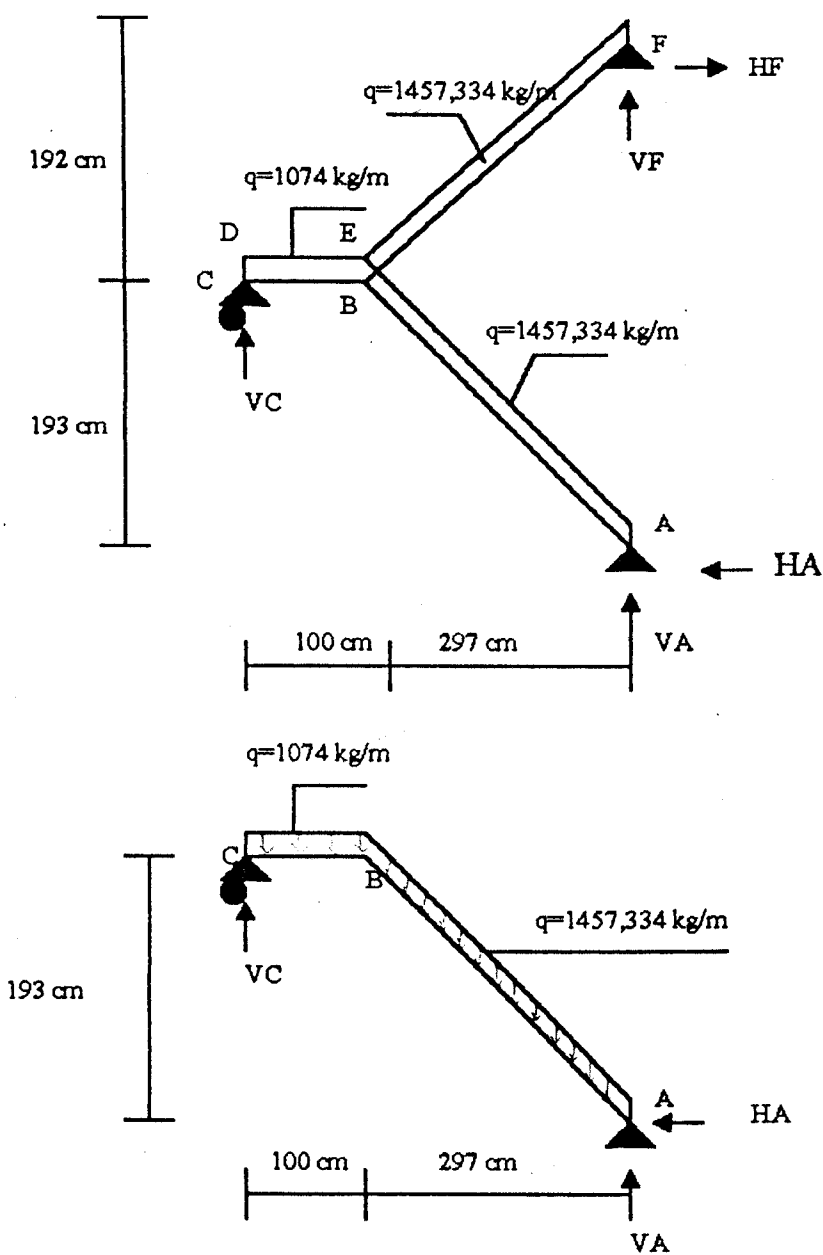 F
HF
q=1457,334 kg/m
192 cm
VF
q=1074 kg/m
D
E
C
B
q=1457,334 kg/m
VC
193 cm
A
HA
100 cm
297 cm
VA
q=1074 kg/m
C
B
q=1457,334 kg/m
VC
193 cm
A
HA
100 cm
297 cm
VA